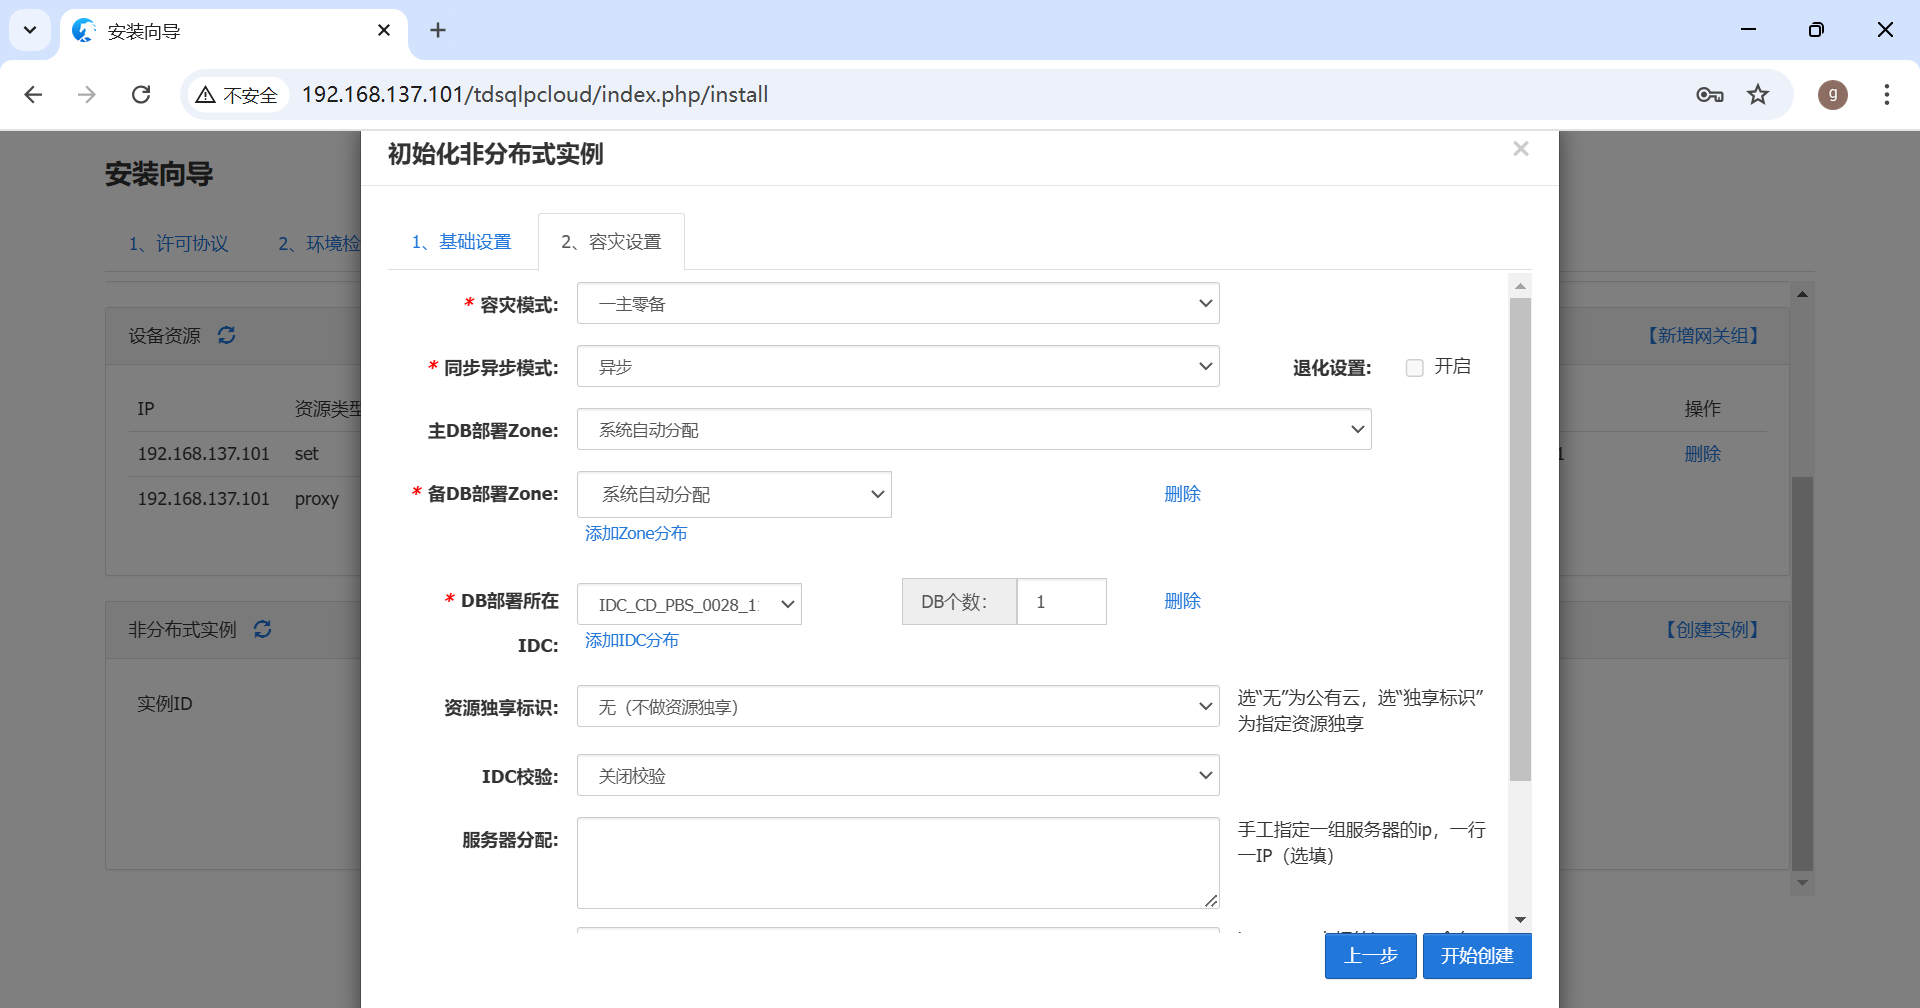 安装向导
不安全
192.168.137.101/tdsqlpcloud/index.php/install
g
安装向导
1、许可协议
2、环境检
设备资源
IP
资源类型
192.168.137.101
set
192.168.137.101
proxy
非分布式实例
实例ID
【新增网关组】
操作
1
删除
【创建实例】
初始化非分布式实例
1、基础设置
2、容灾设置
* 容灾模式:
一主零备
* 同步异步模式:
异步
退化设置:
开启
主DB部署Zone:
系统自动分配
* 备DB部署Zone:
系统自动分配
删除
添加Zone分布
* DB部署所在
IDC:
IDC_CD_PBS_0028_1
DB个数：
1
删除
添加IDC分布
资源独享标识:
无（不做资源独享）
选“无”为公有云，选“独享标识”
为指定资源独享
IDC校验:
关闭校验
服务器分配:
手工指定一组服务器的ip，一行
一IP（选填）
上一步
开始创建